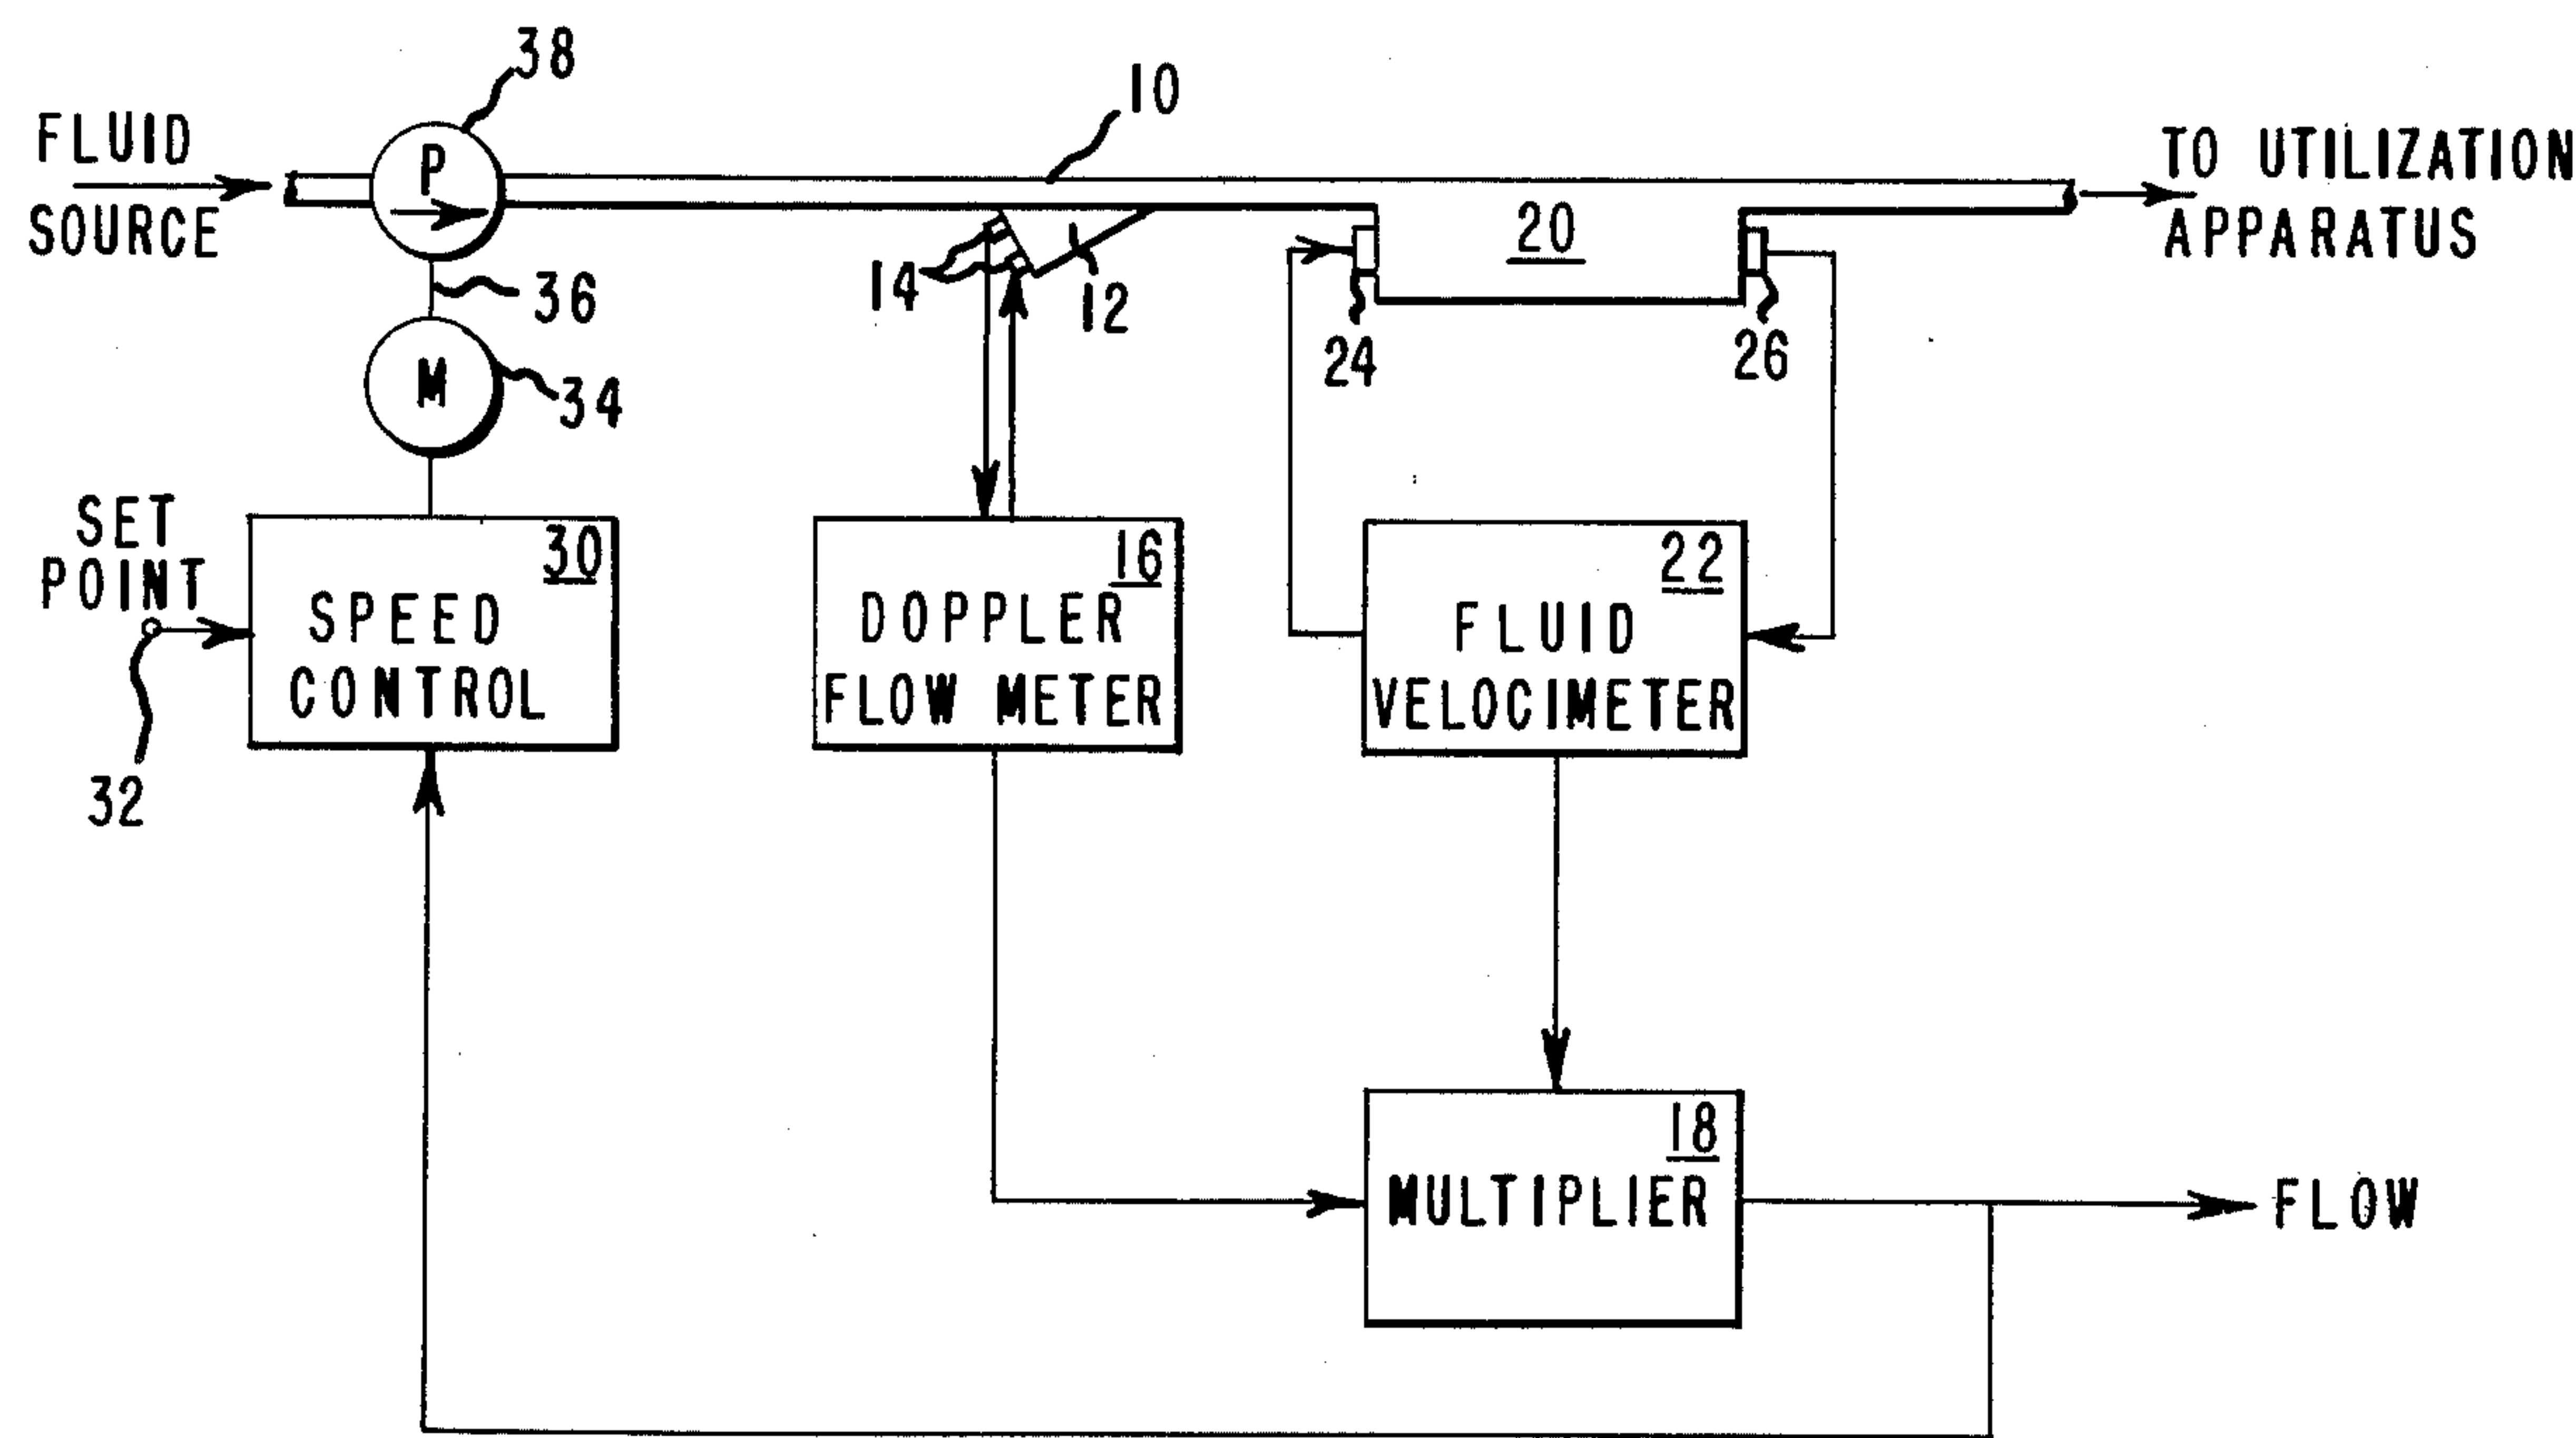 38
10
FLUID
SOURCE
P
TO UTILIZATION
APPARATUS
20
14
12
36
24
26
M
34
SET
POINT
30
SPEED
CONTROL
16
DOPPLER
FLOW METER
22
FLUID
VELOCIMETER
32
18
MULTIPLIER
FLOW